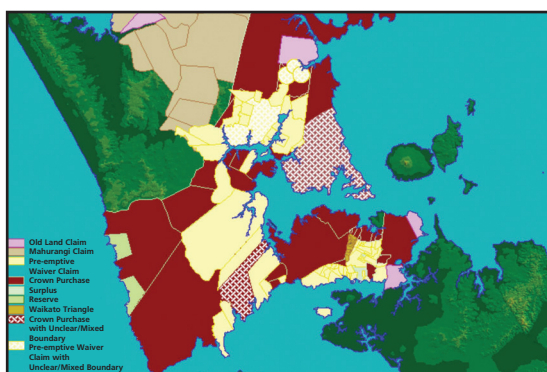 Old Land Claim
Mahurangi Claim
Pre-emptive
Waiver Claim
Crown Purchase
Surplus
Reserve
Waikato Triangle
Crown Purchase
with Unclear/Mixed
Boundary
Pre-emptive Waiver
Claim with
Unclear/Mixed Boundary